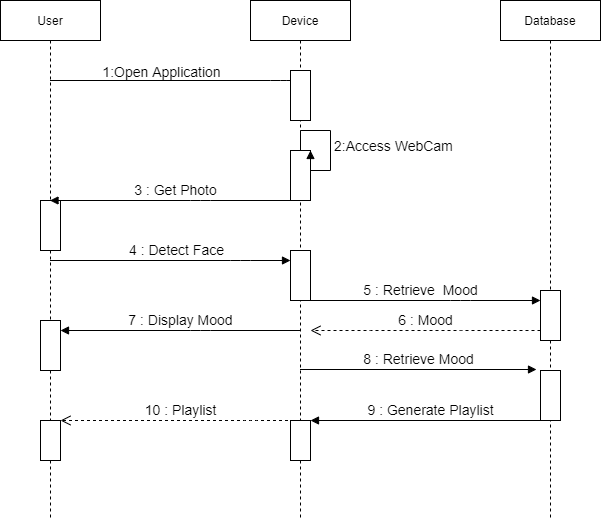 User
Device
Database
1:Open Application
2:Access WebCam
3 : Get Photo
4 : Detect Face
5 : Retrieve  Mood
6 : Mood
7 : Display Mood
8 : Retrieve Mood
9 : Generate Playlist
10 : Playlist